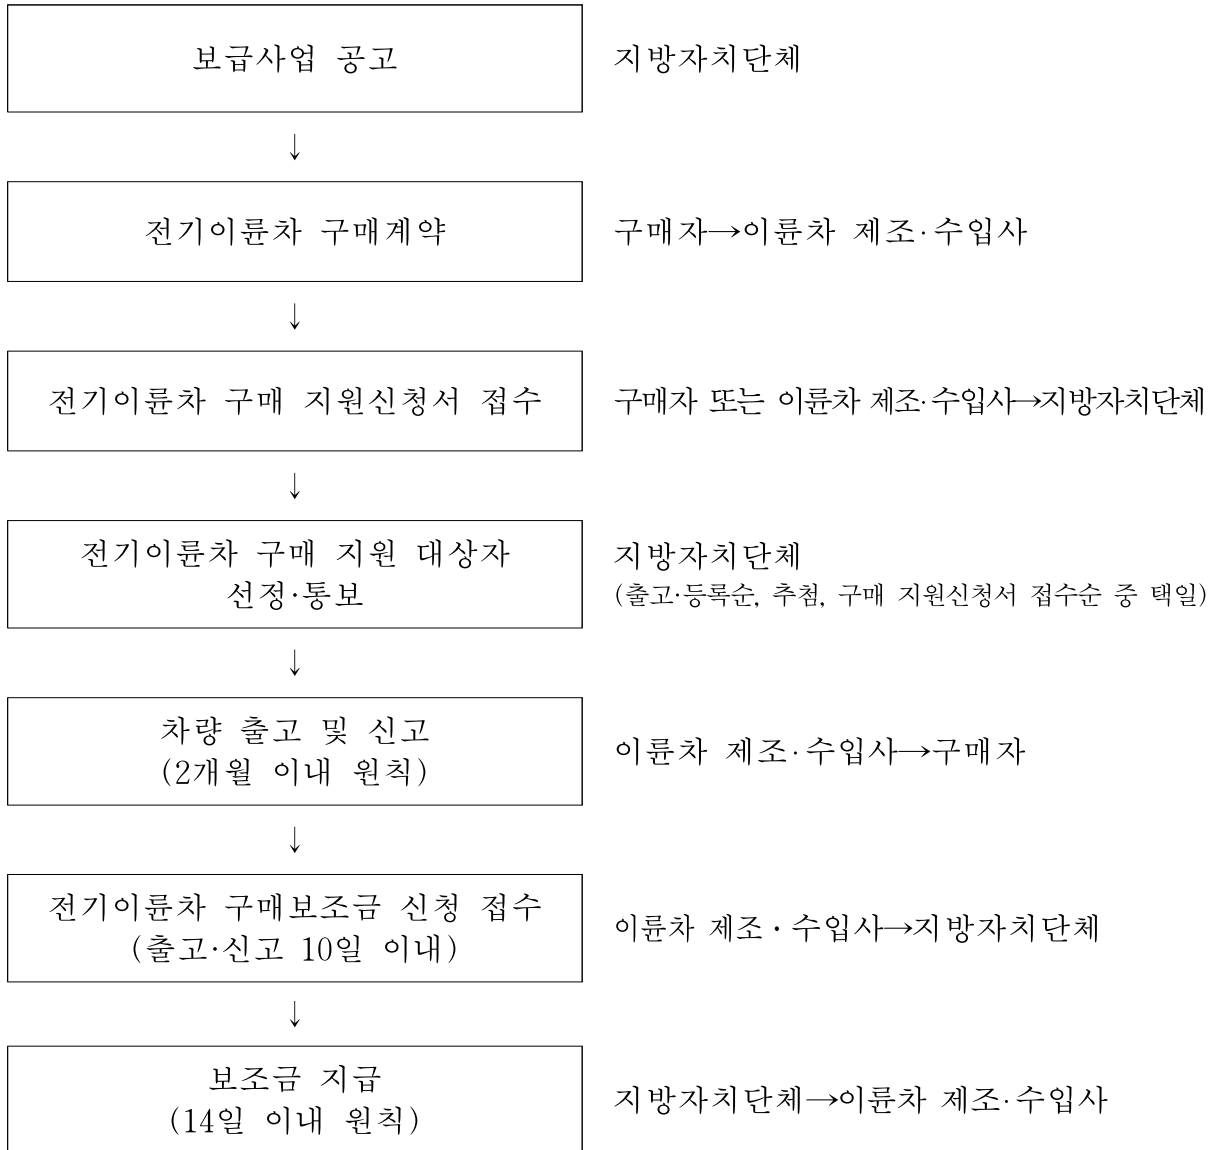 보급사업 공고
지방자치단체
↓
전기이륜차 구매계약
구매자→이륜차 제조·수입사
↓
전기이륜차 구매 지원신청서 접수
구매자 또는 이륜차 제조·수입사→지방자치단체
↓
전기이륜차 구매 지원 대상자
선정·통보
지방자치단체
(출고·등록순, 추첨, 구매 지원신청서 접수순 중 택일)
↓
차량 출고 및 신고
(2개월 이내 원칙)
이륜차 제조·수입사→구매자
↓
전기이륜차 구매보조금 신청 접수
(출고·신고 10일 이내)
이륜차 제조·수입사→지방자치단체
↓
보조금 지급
(14일 이내 원칙)
지방자치단체→이륜차 제조·수입사